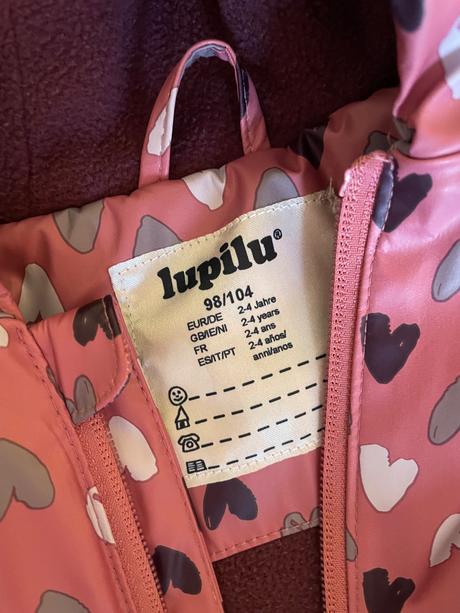 lupilu®
98/104
EUR/DE 2-4 Jahre
GB/IE/NI 2-4 years
FR 2-4 ans
ES/IT/PT 2-4 años/
anni/anos